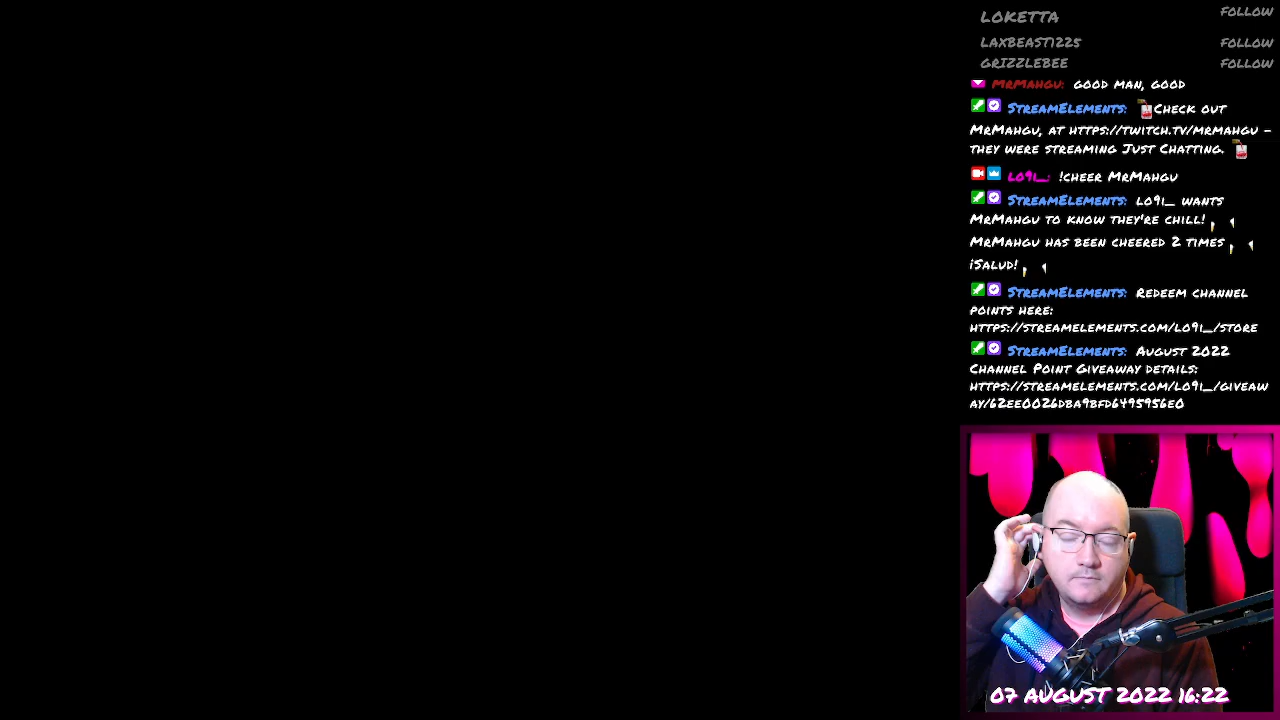 LOKETTA FOLLOW
LAXBEAST1225 FOLLOW
GRIZZLEBEE FOLLOW
MrMahgu: good man, good
StreamElements: Check out
MrMahgu, at https://twitch.tv/mrmahgu -
they were streaming Just Chatting.
lo9i_: !cheer MrMahgu
StreamElements: lo9i_ wants
MrMahgu to know they're chill!
MrMahgu has been cheered 2 times
¡Salud!
StreamElements: Redeem channel
points here:
https://streamelements.com/lo9i_/store
StreamElements: August 2022
Channel Point Giveaway details:
https://streamelements.com/lo9i_/giveaw
ay/62ee0026dba9bfd6495956e0
07 AUGUST 2022 16:22